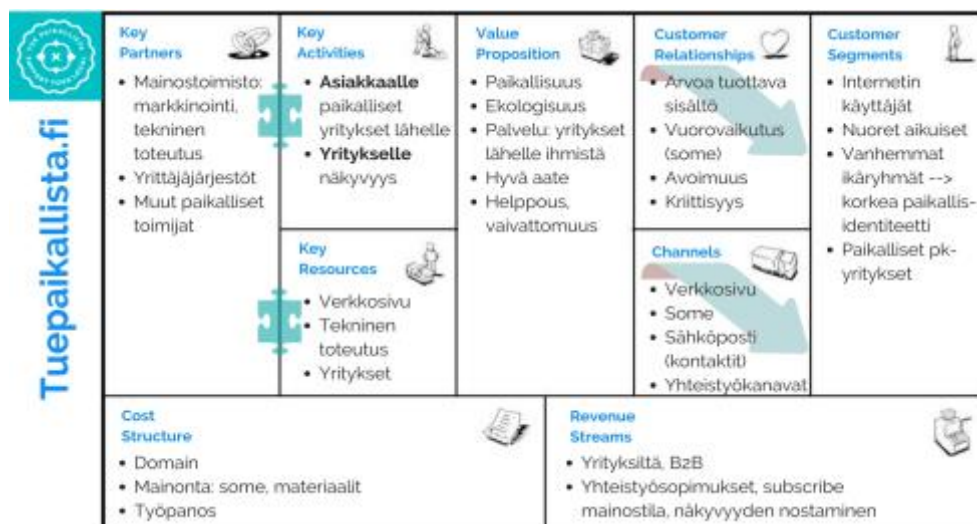 Tuepaikallista.fi
Key
Partners
• Mainostoimisto:
markkinointi,
tekninen
toteutus
• Yrittäjäjärjestöt
• Muut paikalliset
toimijat
Key
Activities
• Asiakkaalle
paikalliset
yritykset lähelle
• Yritykselle
näkyvyys
Key
Resources
• Verkkosivu
• Tekninen
toteutus
• Yritykset
Value
Proposition
• Paikallisuus
• Ekologisuus
• Palvelu: yritykset
lähelle ihmistä
• Hyvä aate
• Helppous,
vaivattomuus
Customer
Relationships
• Arvoa tuottava
sisältö
• Vuorovaikutus
(some)
• Avoimuus
• Kriittisyys
Channels
• Verkkosivu
• Some
• Sähköposti
(kontaktit)
• Yhteistyökanavat
Customer
Segments
• Internetin
käyttäjät
• Nuoret aikuiset
• Vanhemmat
ikäryhmät -->
korkea paikallis-
identiteetti
• Paikalliset pk-
yritykset
Cost
Structure
• Domain
• Mainonta: some, materiaalit
• Työpanos
Revenue
Streams
• Yrityksiltä, B2B
• Yhteistyösopimukset, subscribe
mainostila, näkyvyyden nostaminen